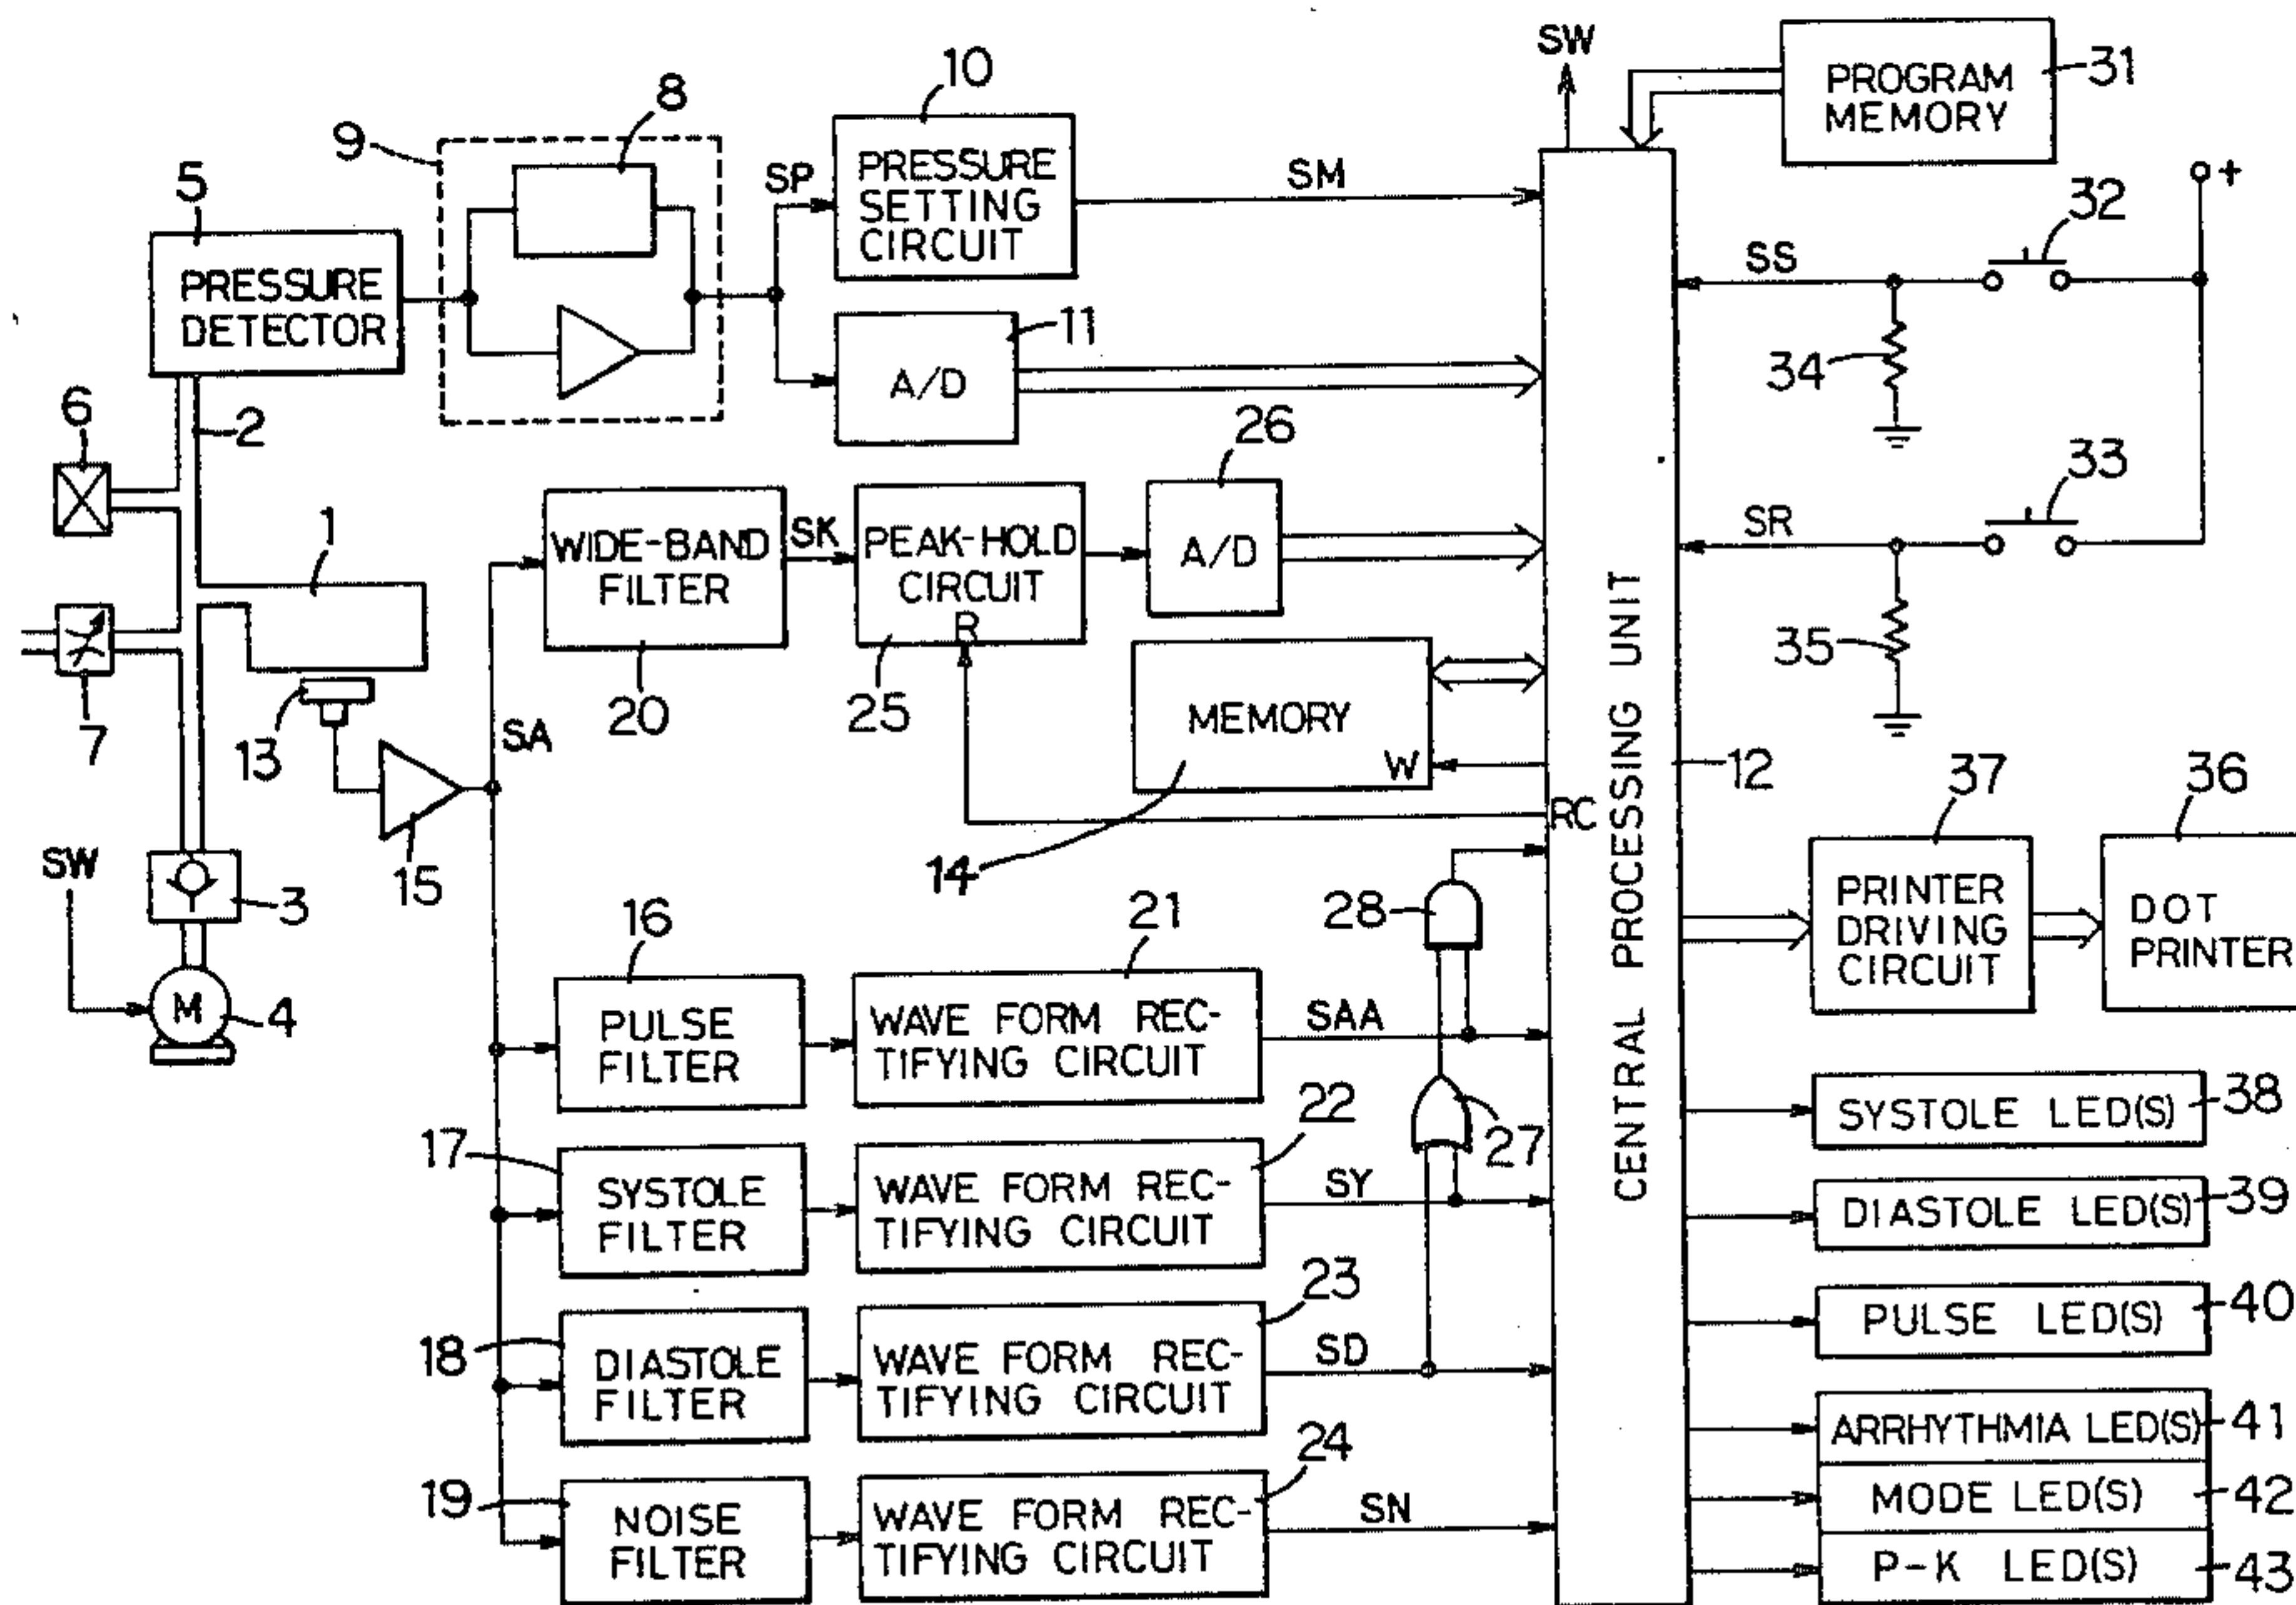 SW
PROGRAM
MEMORY
31
10
8
9
5
SP
PRESSURE
SETTING
CIRCUIT
SM
+
32
SS
PRESSURE
DETECTOR
11
A/D
34
6
2
26
33
1
WIDE-BAND
FILTER
SK
PEAK-HOLD
CIRCUIT
R
A/D
SR
35
7
13
20
25
SA
MEMORY
W
12
CENTRAL PROCESSING UNIT
RC
37
36
SW
15
14
3
28
PRINTER
DRIVING
CIRCUIT
DOT
PRINTER
16
21
M
4
PULSE
FILTER
WAVE FORM REC-
TIFYING CIRCUIT
SAA
22
27
SYSTOLE LED(S)
38
17
SYSTOLE
FILTER
WAVE FORM REC-
TIFYING CIRCUIT
SY
DIASTOLE LED(S)
39
23
18
DIASTOLE
FILTER
WAVE FORM REC-
TIFYING CIRCUIT
SD
PULSE LED(S)
40
24
ARRHYTHMIA LED(S)
41
19
NOISE
FILTER
WAVE FORM REC-
TIFYING CIRCUIT
SN
MODE LED(S)
42
P-K LED(S)
43